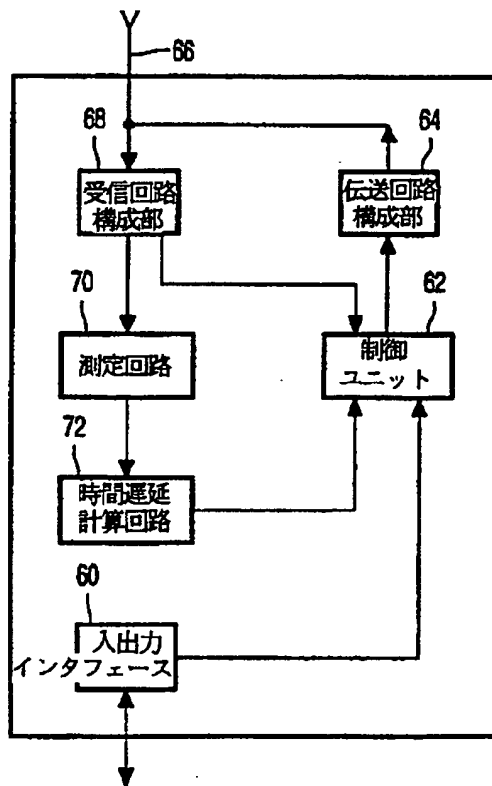 66
68
受信回路
構成部
64
伝送回路
構成部
70
測定回路
62
制御
ユニット
72
時間遅延
計算回路
60
入出力
インタフェース